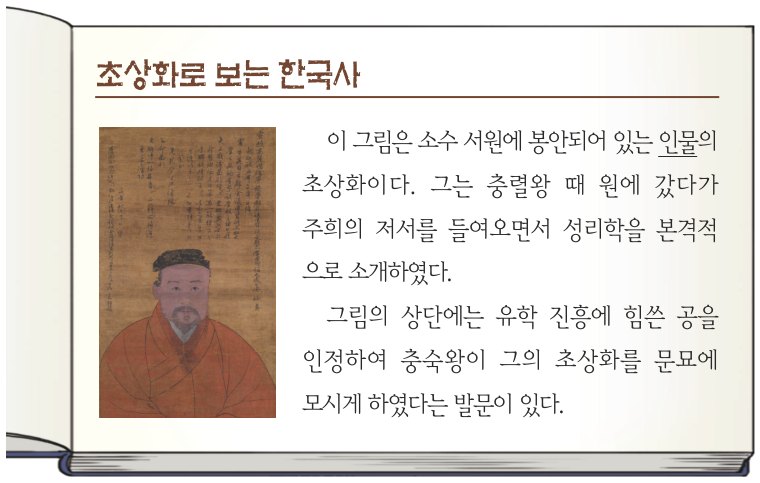 초상화로 보는 한국사
이 그림은 소수 서원에 봉안되어 있는 인물의
초상화이다. 그는 충렬왕 때 원에 갔다가
주희의 저서를 들여오면서 성리학을 본격적
으로 소개하였다.
그림의 상단에는 유학 진흥에 힘쓴 공을
인정하여 충숙왕이 그의 초상화를 문묘에
모시게 하였다는 발문이 있다.